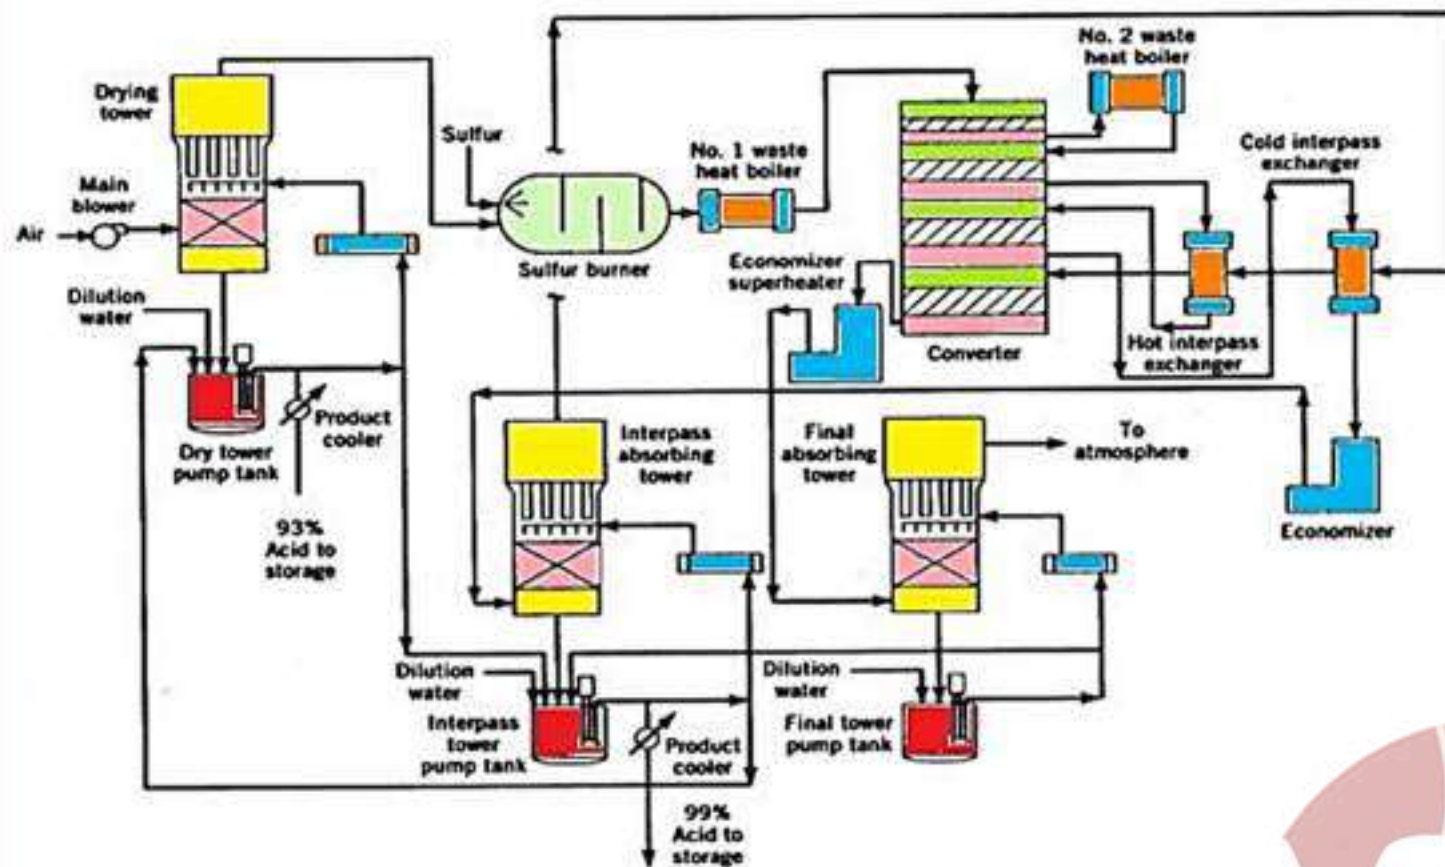 No. 2 waste
heat boiler
Drying
tower
Sulfur
No. 1 waste
heat boiler
Cold interpass
exchanger
Main
blower
Air
Sulfur burner
Economizer
superheater
Dilution
water
Converter
Hot interpass
exchanger
Product
cooler
Dry tower
pump tank
Interpass
absorbing
tower
Final
absorbing
tower
To
atmosphere
93%
Acid to
storage
Economizer
Dilution
water
Dilution
water
Interpass
tower
pump tank
Product
cooler
Final tower
pump tank
99%
Acid to
storage